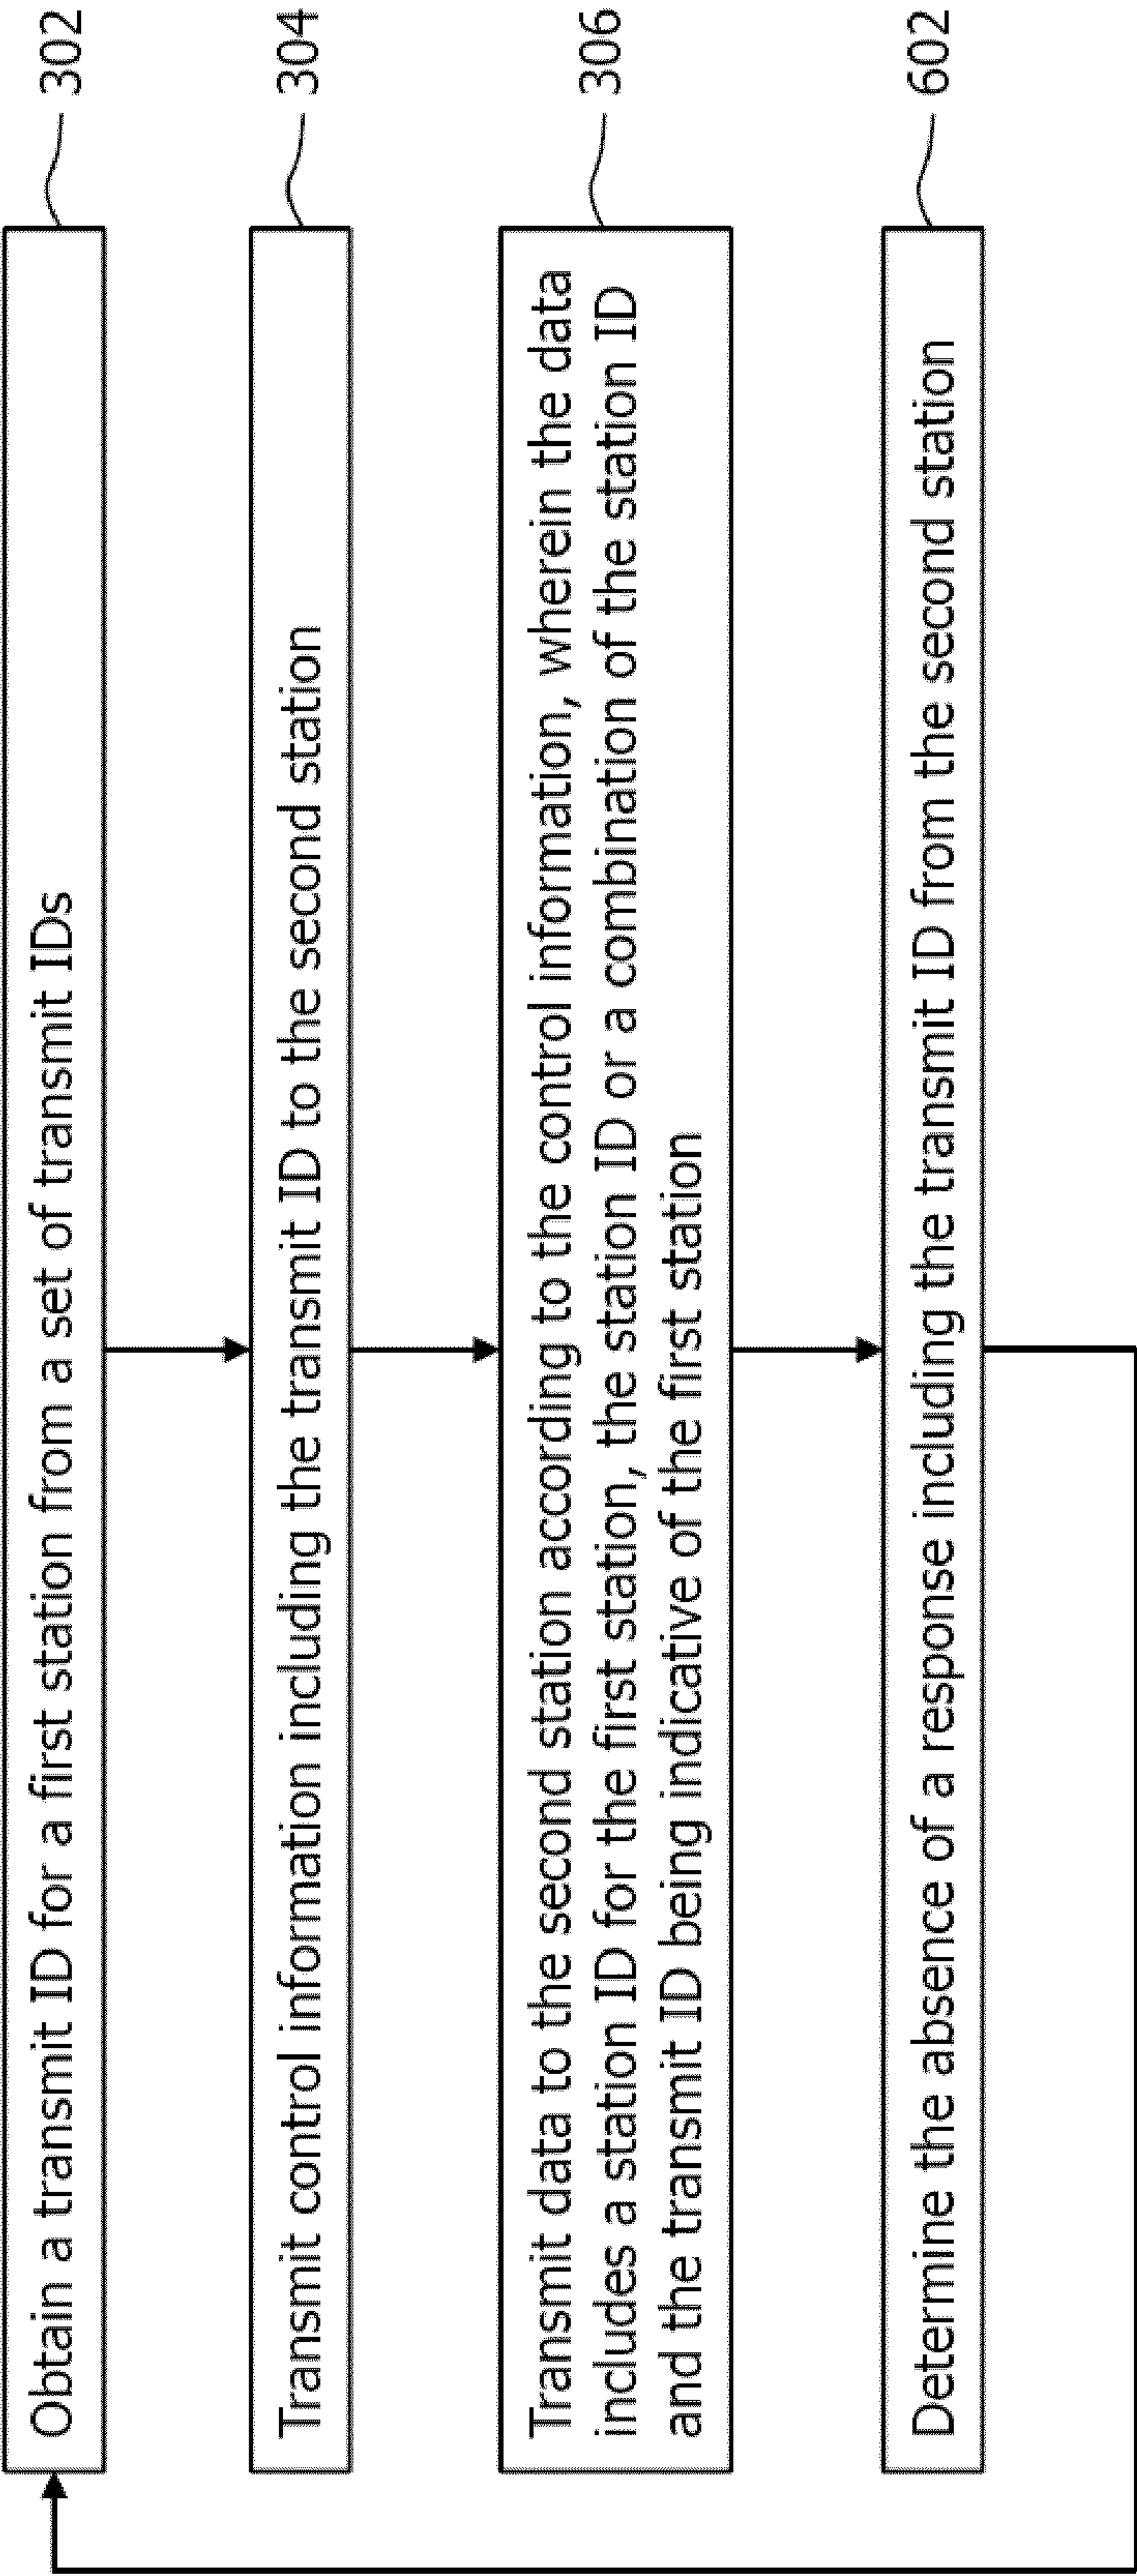 Obtain a transmit ID for a first station from a set of transmit IDs
302
Transmit control information including the transmit ID to the second station
304
Transmit data to the second station according to the control information, wherein the data
includes a station ID for the first station, the station ID or a combination of the station ID
and the transmit ID being indicative of the first station
306
Determine the absence of a response including the transmit ID from the second station
602